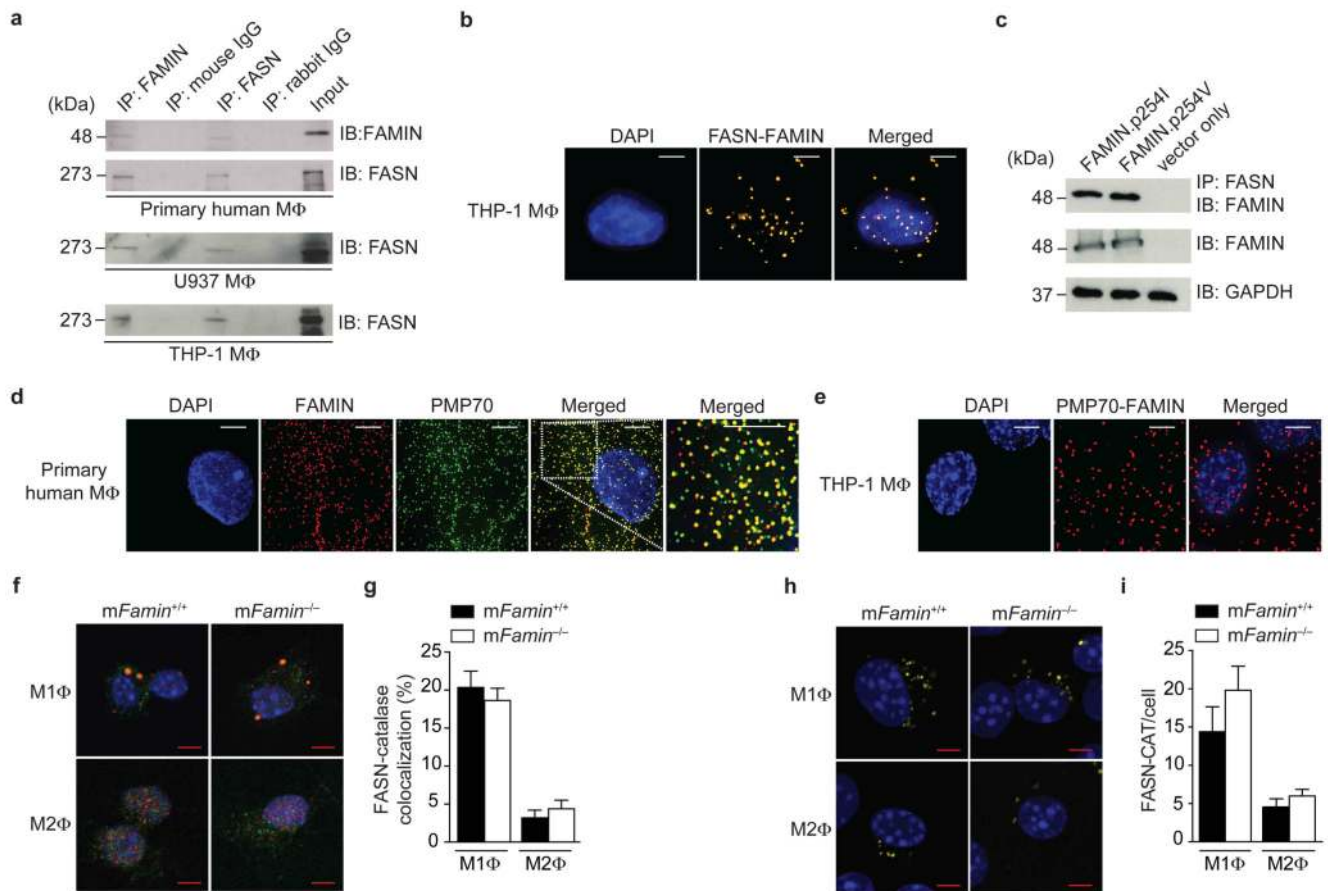 a
IP: FAMIN
IP: mouse IgG
IP: FASN
IP: rabbit IgG
Input
(kDa)
48
IB:FAMIN
273
IB: FASN
Primary human MΦ
273
IB: FASN
U937 MΦ
273
IB: FASN
THP-1 MΦ
b
DAPI FASN-FAMIN Merged
THP-1 MΦ
c
FAMIN.p254I
FAMIN.p254V
vector only
(kDa)
48
IP: FASN
IB: FAMIN
48
IB: FAMIN
37
IB: GAPDH
d
DAPI FAMIN PMP70 Merged Merged
Primary
human MΦ
e
DAPI PMP70-FAMIN Merged
THP-1 MΦ
f
mFamin+/+ mFamin–/–
M1Φ
M2Φ
g
mFamin+/+
mFamin–/–
FASN-catalase
colocalization (%)
25
20
15
10
5
0
M1Φ M2Φ
h
mFamin+/+ mFamin–/–
M1Φ
M2Φ
i
mFamin+/+
mFamin–/–
FASN-CAT/cell
25
20
15
10
5
0
M1Φ M2Φ